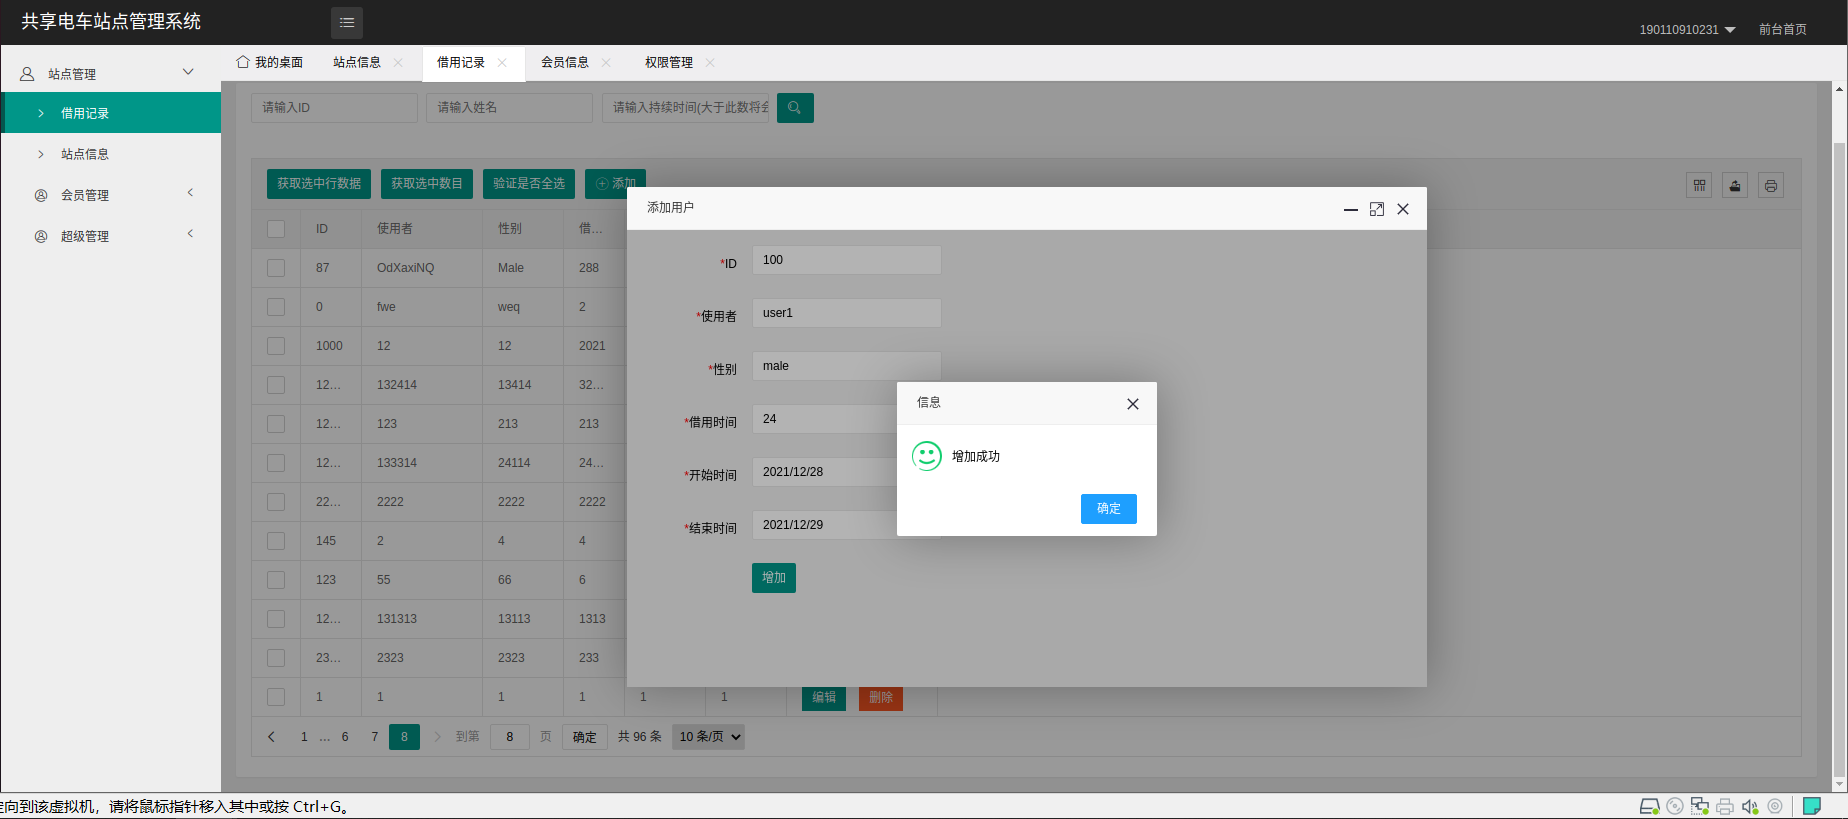 共享电车站点管理系统
190110910231
前台首页
站点管理
借用记录
站点信息
会员管理
超级管理
我的桌面
站点信息
借用记录
会员信息
权限管理
请输入ID
请输入姓名
请输入持续时间(大于此数将会
获取选中行数据
获取选中数目
验证是否全选
添加
ID 使用者 性别 借...
87 OdXaxiNQ Male 288
0 fwe weq 2
1000 12 12 2021
12... 132414 13414 32...
12... 123 213 213
12... 133314 24114 24...
22... 2222 2222 2222
145 2 4 4
123 55 66 6
12... 131313 13113 1313
23... 2323 2323 233
1 1 1 1 1 1 编辑 删除
1 ... 6 7 8 到第 8 页 确定 共 96 条 10 条/页
添加用户
*ID 100
*使用者 user1
*性别 male
*借用时间 24
*开始时间 2021/12/28
*结束时间 2021/12/29
增加
信息
增加成功
确定
向到该虚拟机，请将鼠标指针移入其中或按 Ctrl+G。